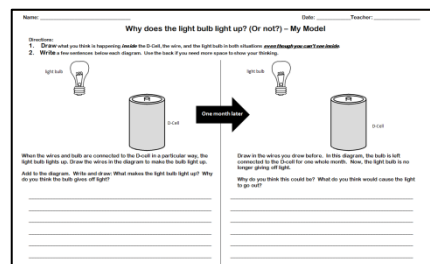 Name: Date: Teacher:
Why does the light bulb light up? (Or not?) – My Model
Directions:
1. Draw what you think is happening inside the D-Cell, the wire, and the light bulb in both situations even though you can't see inside.
2. Write a few sentences below each diagram. Use the back if you need more space to show your thinking.
light bulb
D-Cell
When the wires and bulb are connected to the D-cell in a particular way, the
light bulb lights up. Draw the wires in the diagram to make the bulb light up.
Add to the diagram. Write and draw: What makes the light bulb light up? Why
do you think the bulb gives off light?
One month later
light bulb
D-Cell
Draw in the wires you drew before. In this diagram, the bulb is left
connected to the D-cell for one whole month. Now, the light bulb is no
longer giving off light.
Why do you think this could be? What do you think would cause the light
to go out?